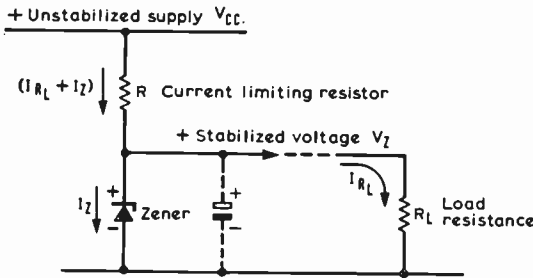 + Unstabilized supply VCC.
(IRL + IZ)
R Current limiting resistor
+ Stabilized voltage VZ
IRL
IZ
+
Zener
-
+
-
RL Load
resistance